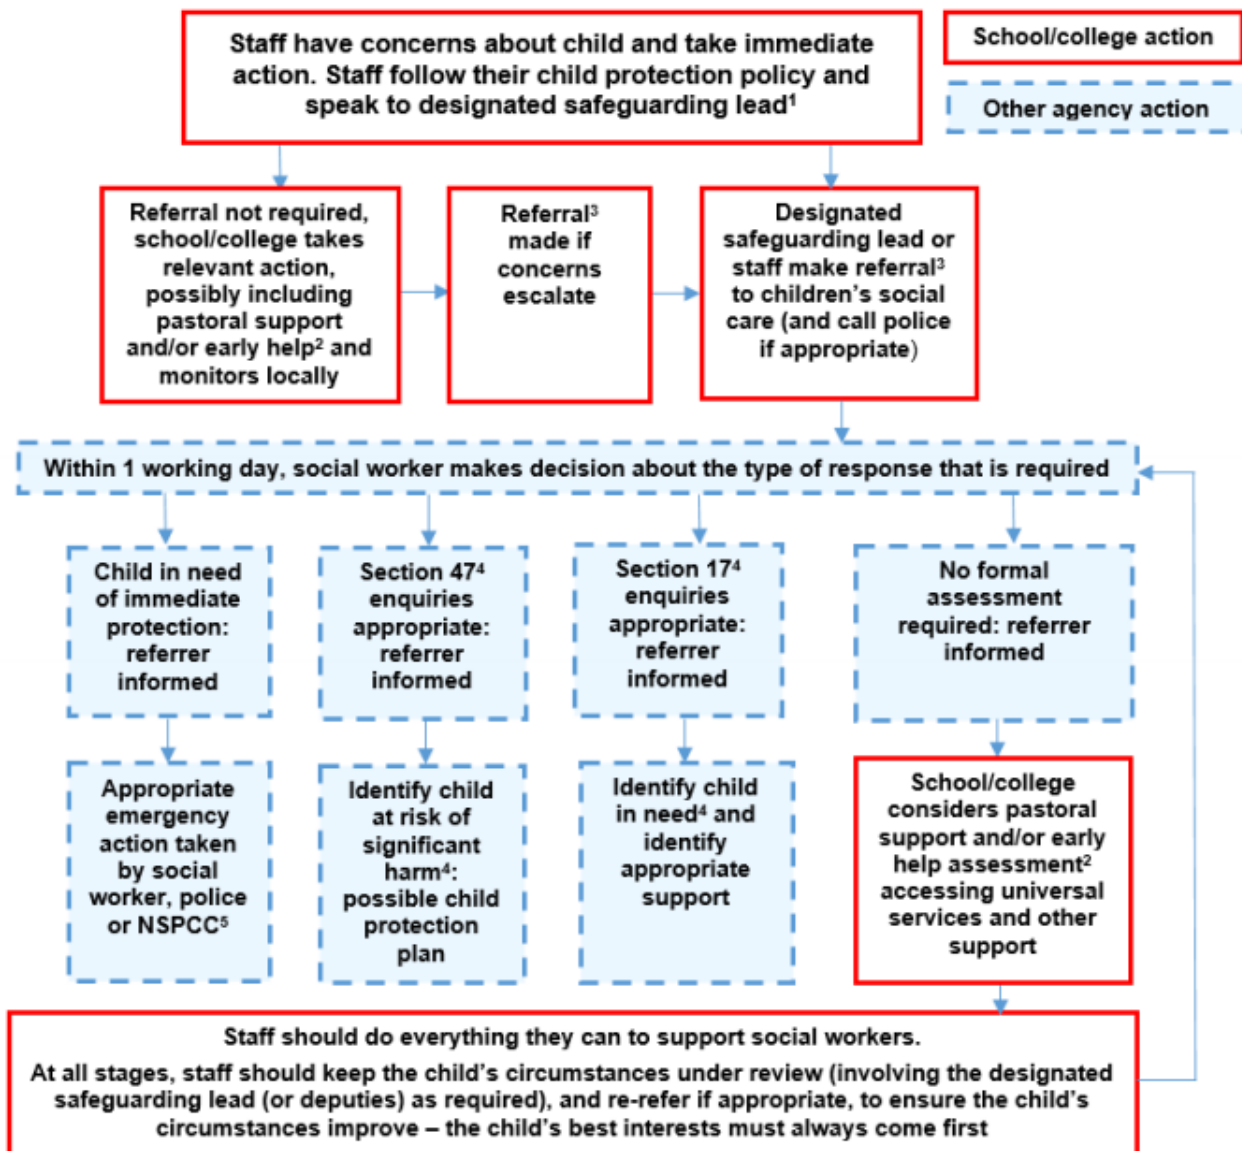 Staff have concerns about child and take immediate
action. Staff follow their child protection policy and
speak to designated safeguarding lead¹
School/college action
Other agency action
Referral not required,
school/college takes
relevant action,
possibly including
pastoral support
and/or early help² and
monitors locally
Referral³
made if
concerns
escalate
Designated
safeguarding lead or
staff make referral³
to children’s social
care (and call police
if appropriate)
Within 1 working day, social worker makes decision about the type of response that is required
Child in need
of immediate
protection:
referrer
informed
Section 47⁴
enquiries
appropriate:
referrer
informed
Section 17⁴
enquiries
appropriate:
referrer
informed
No formal
assessment
required: referrer
informed
Appropriate
emergency
action taken
by social
worker, police
or NSPCC⁵
Identify child
at risk of
significant
harm⁴:
possible child
protection
plan
Identify child
in need⁴ and
identify
appropriate
support
School/college
considers pastoral
support and/or early
help assessment²
accessing universal
services and other
support
Staff should do everything they can to support social workers.
At all stages, staff should keep the child’s circumstances under review (involving the designated
safeguarding lead (or deputies) as required), and re-refer if appropriate, to ensure the child’s
circumstances improve – the child’s best interests must always come first